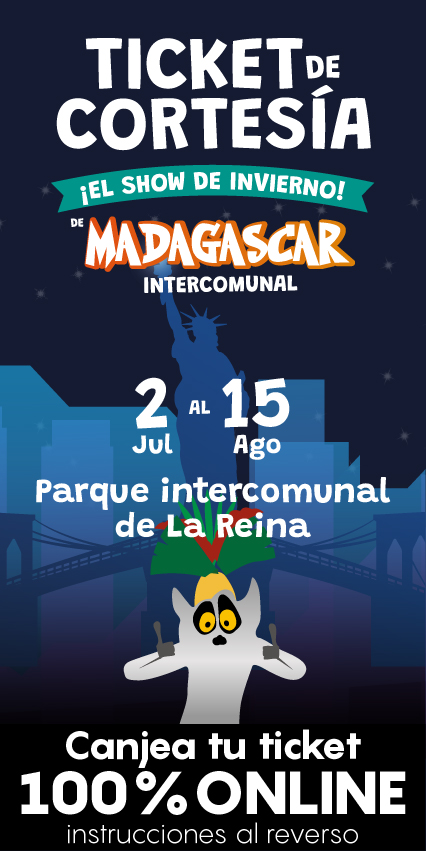 TICKET DE
CORTESÍA
¡EL SHOW DE INVIERNO!
DE MADAGASCAR
INTERCOMUNAL
2 AL 15
Jul Ago
Parque intercomunal
de La Reina
Canjea tu ticket
100% ONLINE
instrucciones al reverso